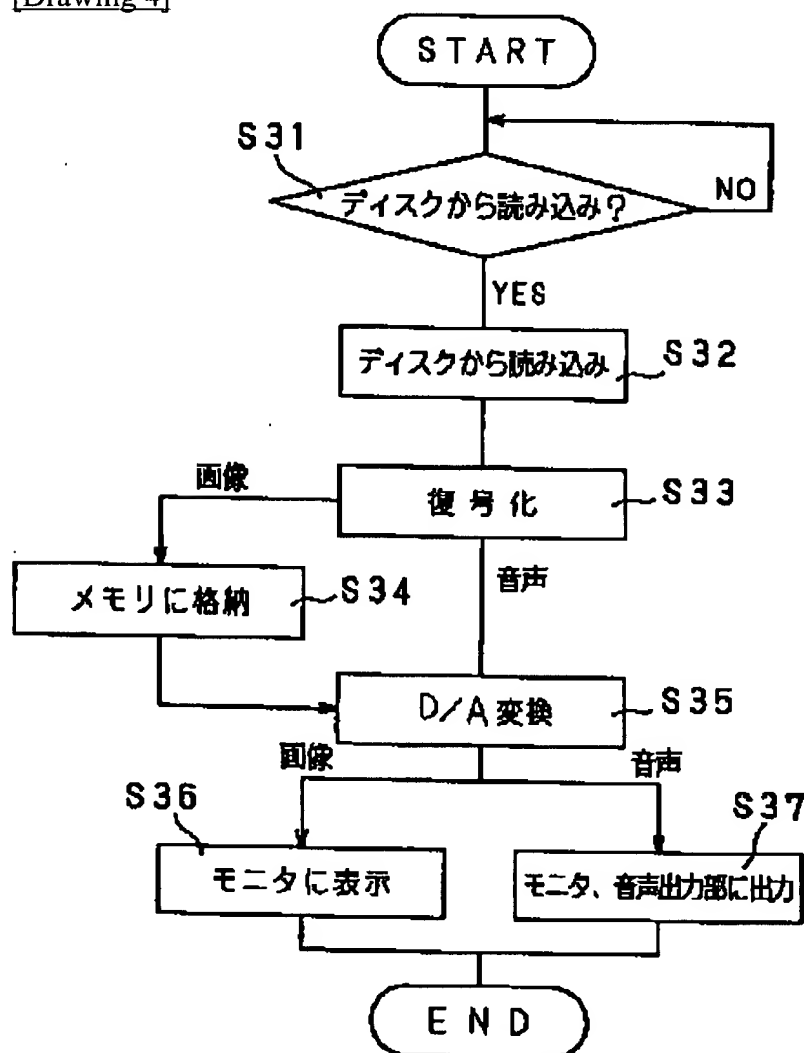 [Drawing 4]
START
S31
ディスクから読み込み?
NO
YES
ディスクから読み込み
S32
画像
復号化
S33
メモリに格納
S34
音声
D/A変換
S35
画像
音声
S36
S37
モニタに表示
モニタ、音声出力部に出力
END